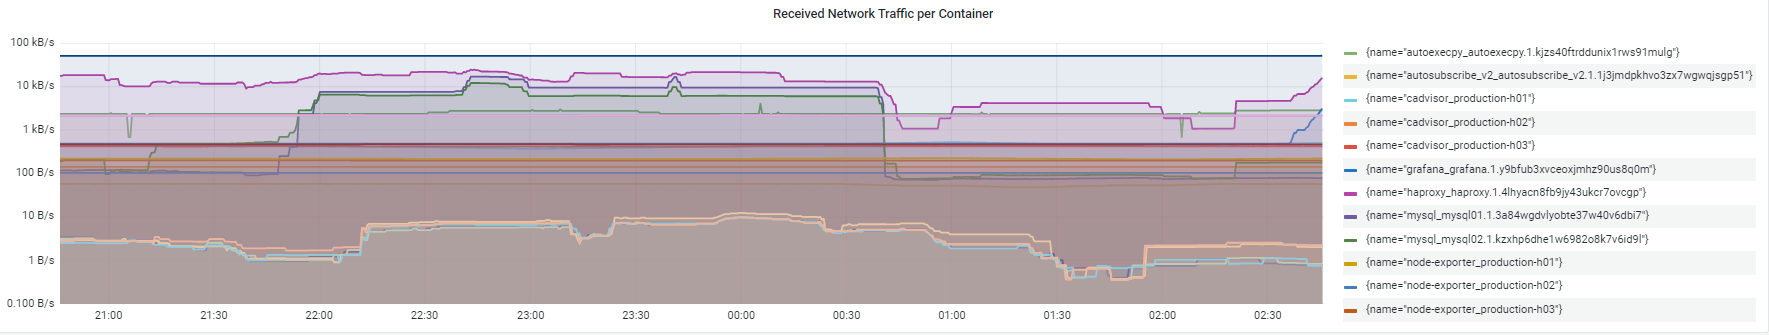 Received Network Traffic per Container
100 kB/s
10 kB/s
1 kB/s
100 B/s
10 B/s
1 B/s
0.100 B/s
21:00 21:30 22:00 22:30 23:00 23:30 00:00 00:30 01:00 01:30 02:00 02:30
{name="autoexecpy_autoexecpy.1.kjzs40ftrddunix1rws91mulg"}
{name="autosubscribe_v2_autosubscribe_v2.1.1j3jmdpkhvo3zx7wgwqjsgp51"}
{name="cadvisor_production-h01"}
{name="cadvisor_production-h02"}
{name="cadvisor_production-h03"}
{name="grafana_grafana.1.y9bfub3xvceoxjmhz90us8q0m"}
{name="haproxy_haproxy.1.4lhyacn8fb9jy43ukcr7ovcgp"}
{name="mysql_mysql01.1.3a84wgdvlyobte37w40v6dbi7"}
{name="mysql_mysql02.1.kzxhp6dhe1w6982o8k7v6id9l"}
{name="node-exporter_production-h01"}
{name="node-exporter_production-h02"}
{name="node-exporter_production-h03"}